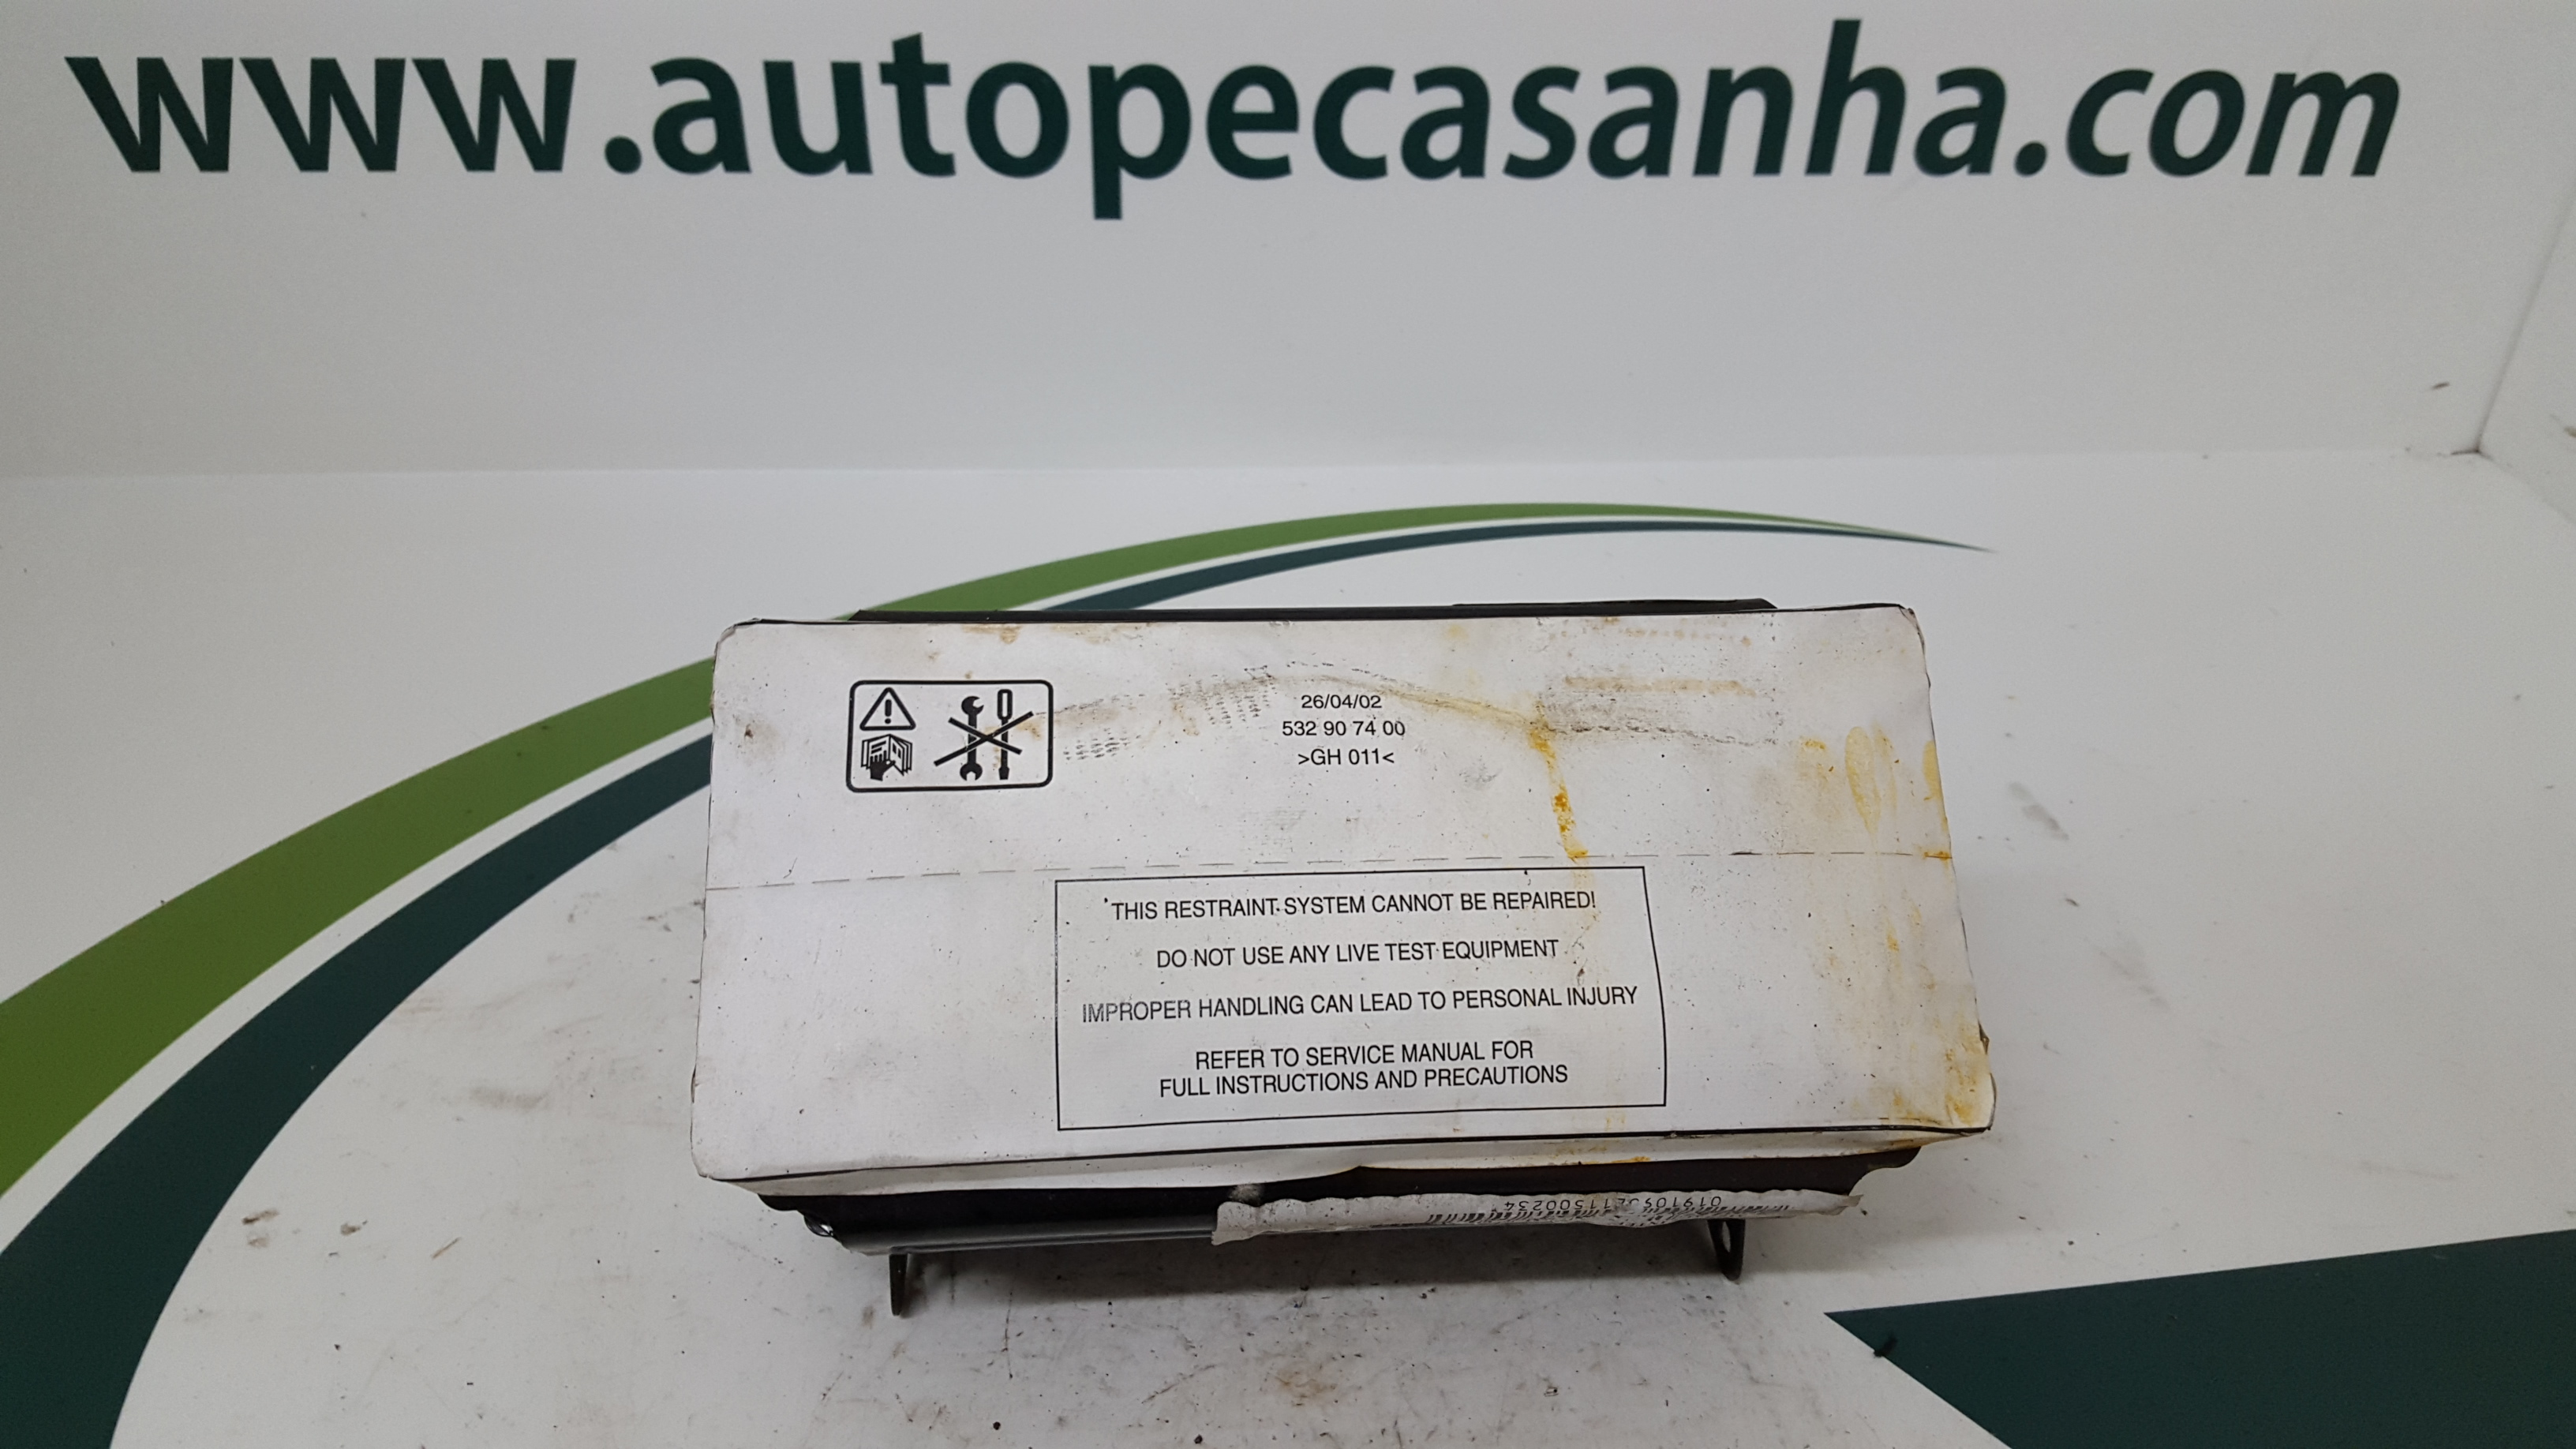 www.autopecasanha.com
26/04/02
532 90 74 00
>GH 011<
THIS RESTRAINT SYSTEM CANNOT BE REPAIRED!
DO NOT USE ANY LIVE TEST EQUIPMENT
IMPROPER HANDLING CAN LEAD TO PERSONAL INJURY
REFER TO SERVICE MANUAL FOR
FULL INSTRUCTIONS AND PRECAUTIONS